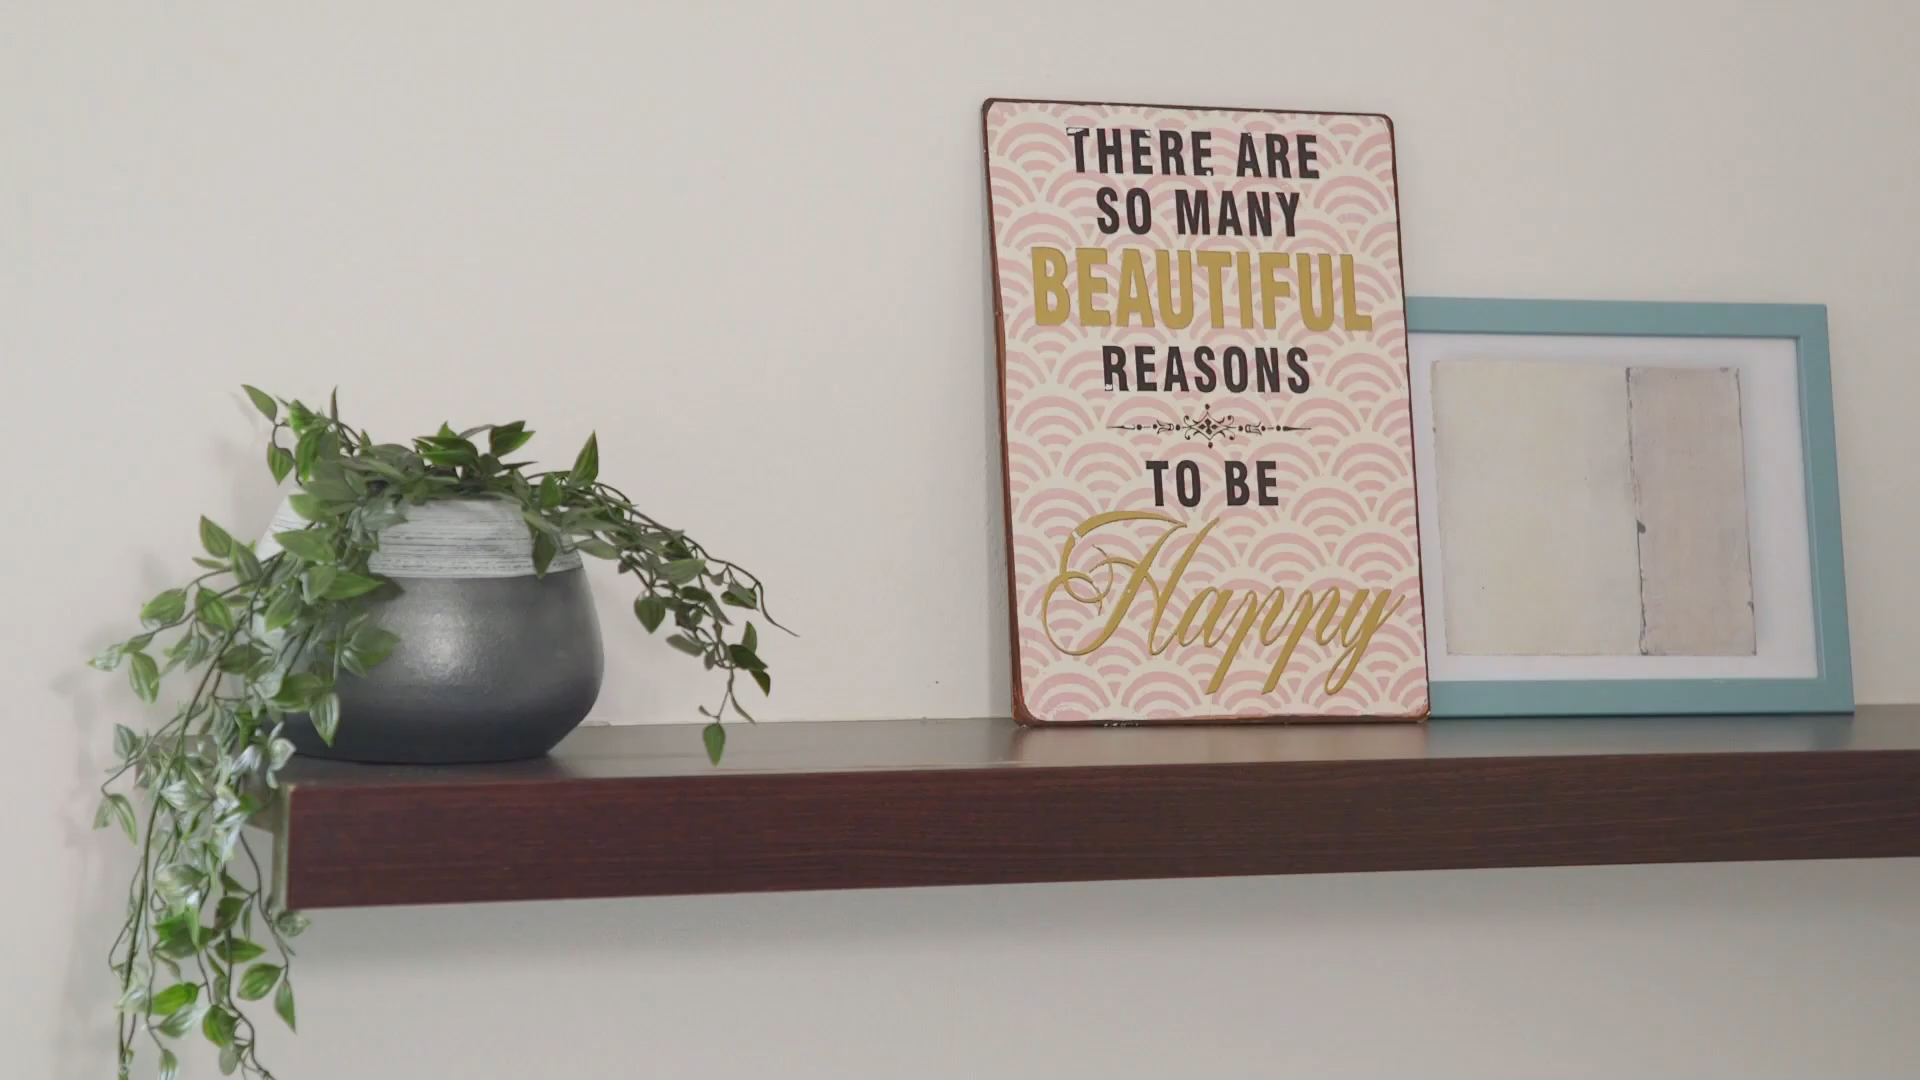 THERE ARE
SO MANY
BEAUTIFUL
REASONS
TO BE
Happy